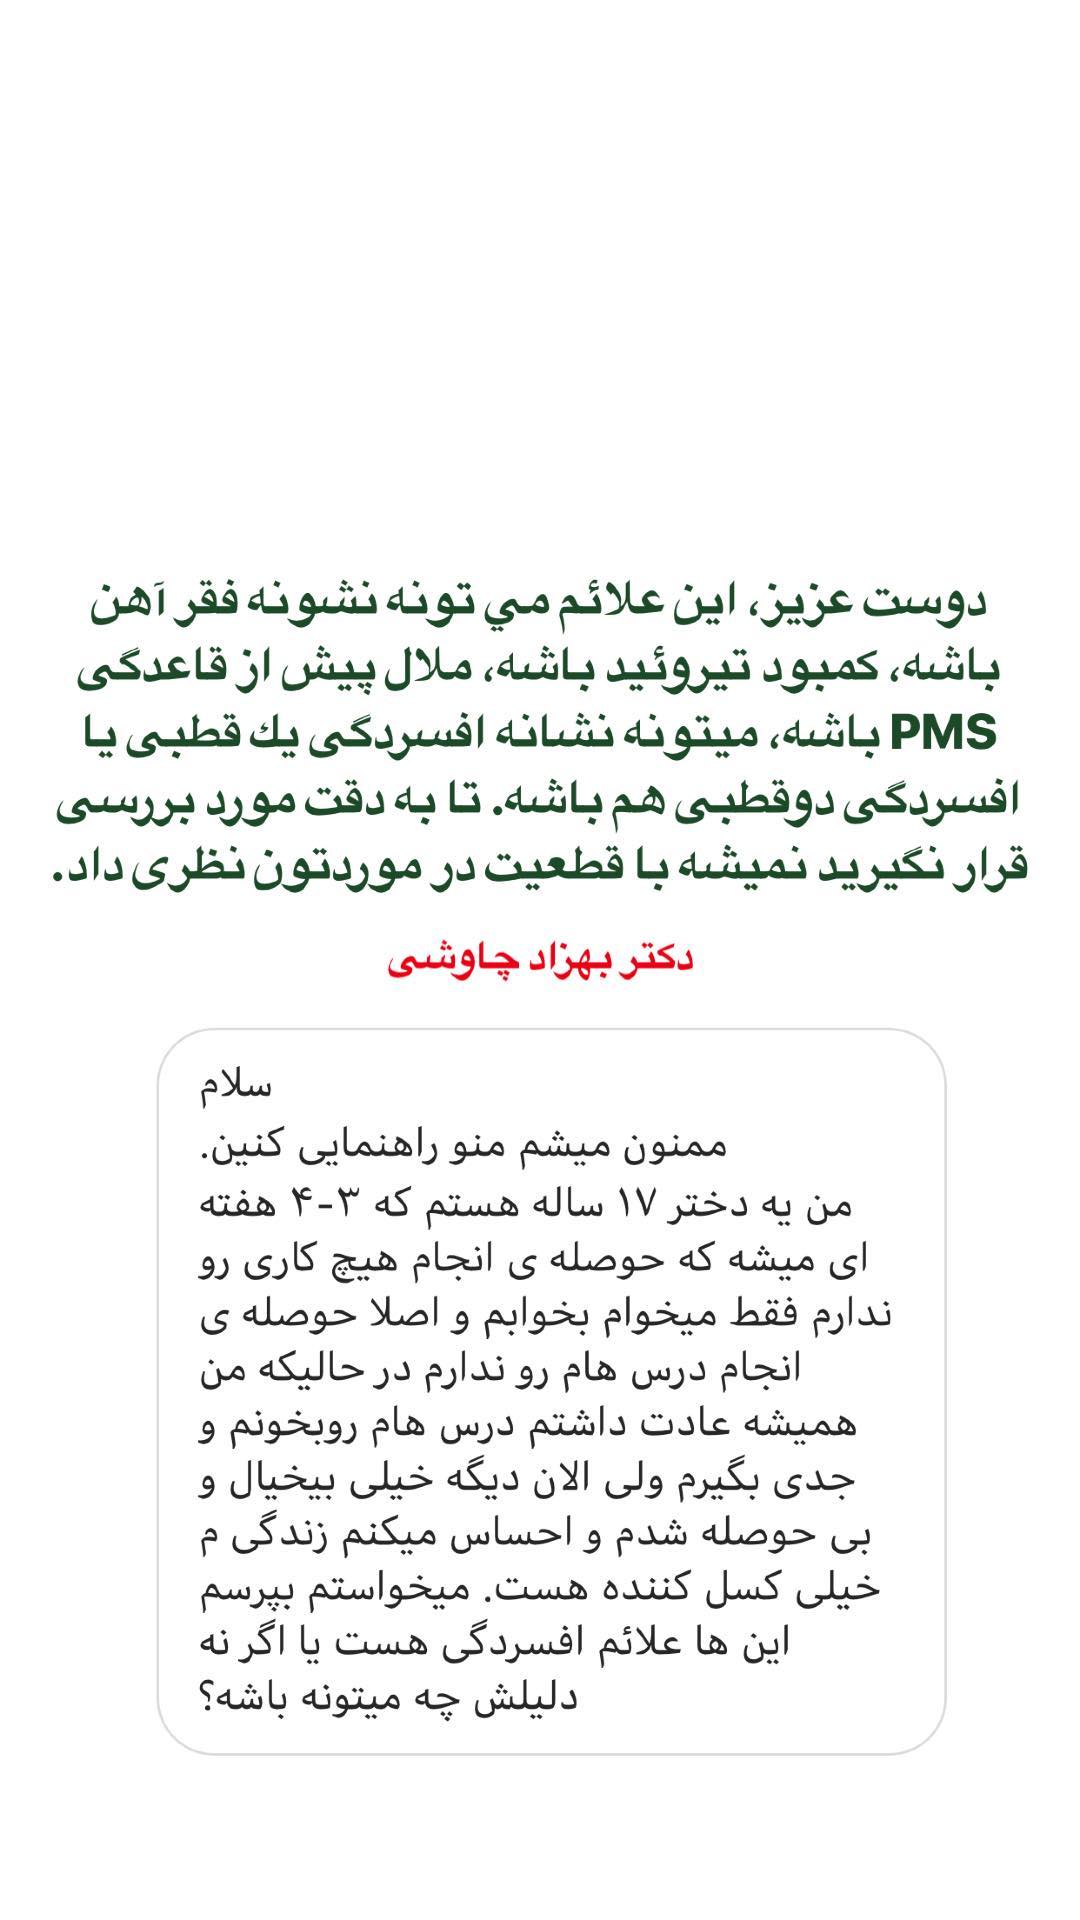 دوست عزیز، این علائم مي تونه نشونه فقر آهن
باشه، کمبود تیروئید باشه، ملال پیش از قاعدگی
PMS باشه، میتونه نشانه افسردگی یك قطبی یا
افسردگی دوقطبی هم باشه. تا به دقت مورد بررسی
قرار نگیرید نمیشه با قطعیت در موردتون نظری داد.
دکتر بهزاد چاوشی
سلام
ممنون میشم منو راهنمایی کنین.
من یه دختر ۱۷ ساله هستم که ۳-۴ هفته
ای میشه که حوصله ی انجام هیچ کاری رو
ندارم فقط میخوام بخوابم و اصلا حوصله ی
انجام درس هام رو ندارم در حالیکه من
همیشه عادت داشتم درس هام روبخونم و
جدی بگیرم ولی الان دیگه خیلی بیخیال و
بی حوصله شدم و احساس میکنم زندگی م
خیلی کسل کننده هست. میخواستم بپرسم
این ها علائم افسردگی هست یا اگر نه
دلیلش چه میتونه باشه؟